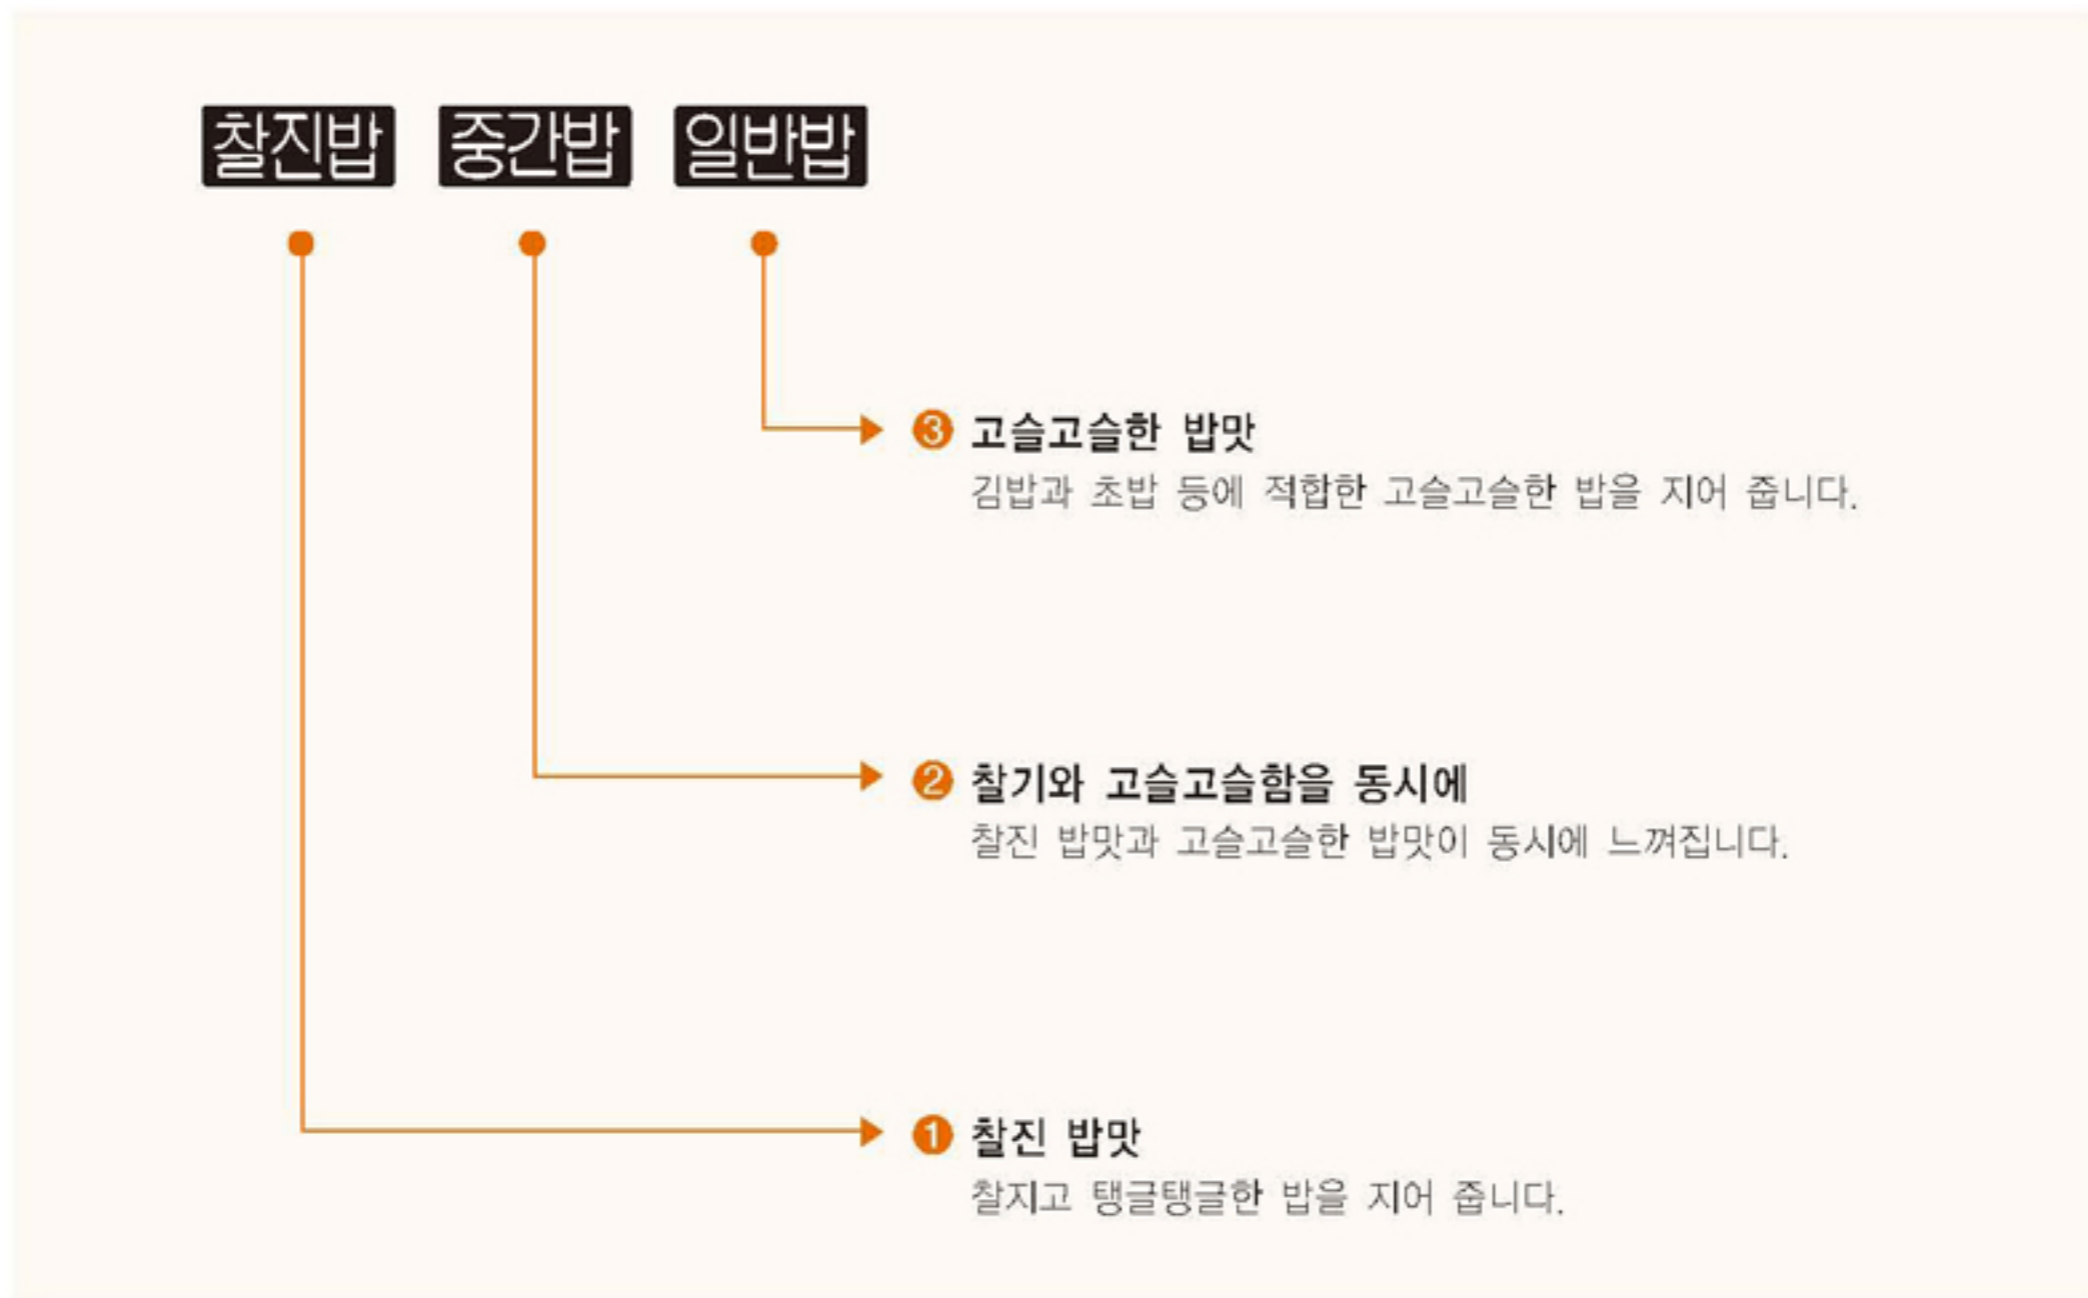 찰진밥 중간밥 일반밥
❸ 고슬고슬한 밥맛
김밥과 초밥 등에 적합한 고슬고슬한 밥을 지어 줍니다.
❷ 찰기와 고슬고슬함을 동시에
찰진 밥맛과 고슬고슬한 밥맛이 동시에 느껴집니다.
❶ 찰진 밥맛
찰지고 탱글탱글한 밥을 지어 줍니다.